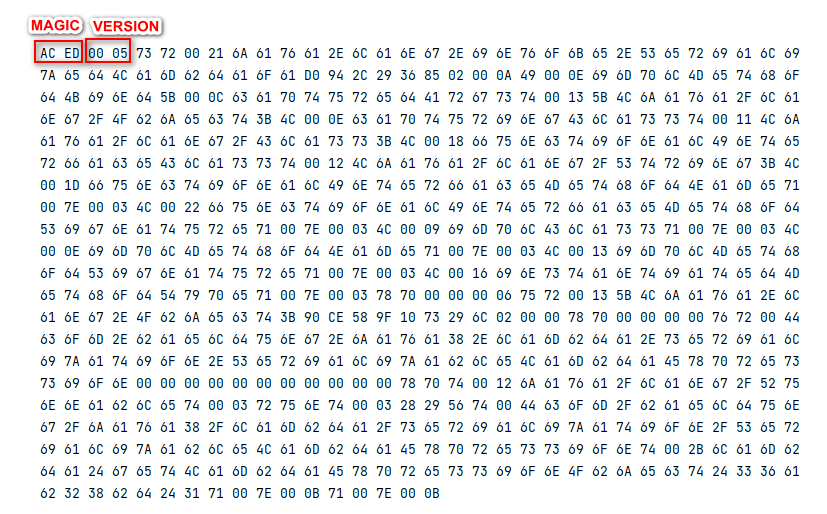 MAGIC VERSION
AC ED 00 05 73 72 00 21 6A 61 76 61 2E 6C 61 6E 67 2E 69 6E 76 6F 6B 65 2E 53 65 72 69 61 6C 69
7A 65 64 4C 61 6D 62 64 61 6F 61 D0 94 2C 29 36 85 02 00 0A 49 00 0E 69 6D 70 6C 4D 65 74 68 6F
64 4B 69 6E 64 5B 00 0C 63 61 70 74 75 72 65 64 41 72 67 73 74 00 13 5B 4C 6A 61 76 61 2F 6C 61
6E 67 2F 4F 62 6A 65 63 74 3B 4C 00 0E 63 61 70 74 75 72 69 6E 67 43 6C 61 73 73 74 00 11 4C 6A
61 76 61 2F 6C 61 6E 67 2F 43 6C 61 73 73 3B 4C 00 18 66 75 6E 63 74 69 6F 6E 61 6C 49 6E 74 65
72 66 61 63 65 43 6C 61 73 73 74 00 12 4C 6A 61 76 61 2F 6C 61 6E 67 2F 53 74 72 69 6E 67 3B 4C
00 1D 66 75 6E 63 74 69 6F 6E 61 6C 49 6E 74 65 72 66 61 63 65 4D 65 74 68 6F 64 4E 61 6D 65 71
00 7E 00 03 4C 00 22 66 75 6E 63 74 69 6F 6E 61 6C 49 6E 74 65 72 66 61 63 65 4D 65 74 68 6F 64
53 69 67 6E 61 74 75 72 65 71 00 7E 00 03 4C 00 09 69 6D 70 6C 43 6C 61 73 73 71 00 7E 00 03 4C
00 0E 69 6D 70 6C 4D 65 74 68 6F 64 4E 61 6D 65 71 00 7E 00 03 4C 00 13 69 6D 70 6C 4D 65 74 68
6F 64 53 69 67 6E 61 74 75 72 65 71 00 7E 00 03 4C 00 16 69 6E 73 74 61 6E 74 69 61 74 65 64 4D
65 74 68 6F 64 54 79 70 65 71 00 7E 00 03 78 70 00 00 00 06 75 72 00 13 5B 4C 6A 61 76 61 2E 6C
61 6E 67 2E 4F 62 6A 65 63 74 3B 90 CE 58 9F 10 73 29 6C 02 00 00 78 70 00 00 00 00 76 72 00 44
63 6F 6D 2E 62 61 65 6C 64 75 6E 67 2E 6A 61 76 61 38 2E 6C 61 6D 62 64 61 2E 73 65 72 69 61 6C
69 7A 61 74 69 6F 6E 2E 53 65 72 69 61 6C 69 7A 61 62 6C 65 4C 61 6D 62 64 61 45 78 70 72 65 73
73 69 6F 6E 00 00 00 00 00 00 00 00 00 00 00 78 70 74 00 12 6A 61 76 61 2F 6C 61 6E 67 2F 52 75
6E 6E 61 62 6C 65 74 00 03 72 75 6E 74 00 03 28 29 56 74 00 44 63 6F 6D 2F 62 61 65 6C 64 75 6E
67 2F 6A 61 76 61 38 2F 6C 61 6D 62 64 61 2F 73 65 72 69 61 6C 69 7A 61 74 69 6F 6E 2F 53 65 72
69 61 6C 69 7A 61 62 6C 65 4C 61 6D 62 64 61 45 78 70 72 65 73 73 69 6F 6E 74 00 2B 6C 61 6D 62
64 61 24 67 65 74 4C 61 6D 62 64 61 45 78 70 72 65 73 73 69 6F 6E 4F 62 6A 65 63 74 24 33 36 61
62 32 38 62 64 24 31 71 00 7E 00 0B 71 00 7E 00 0B